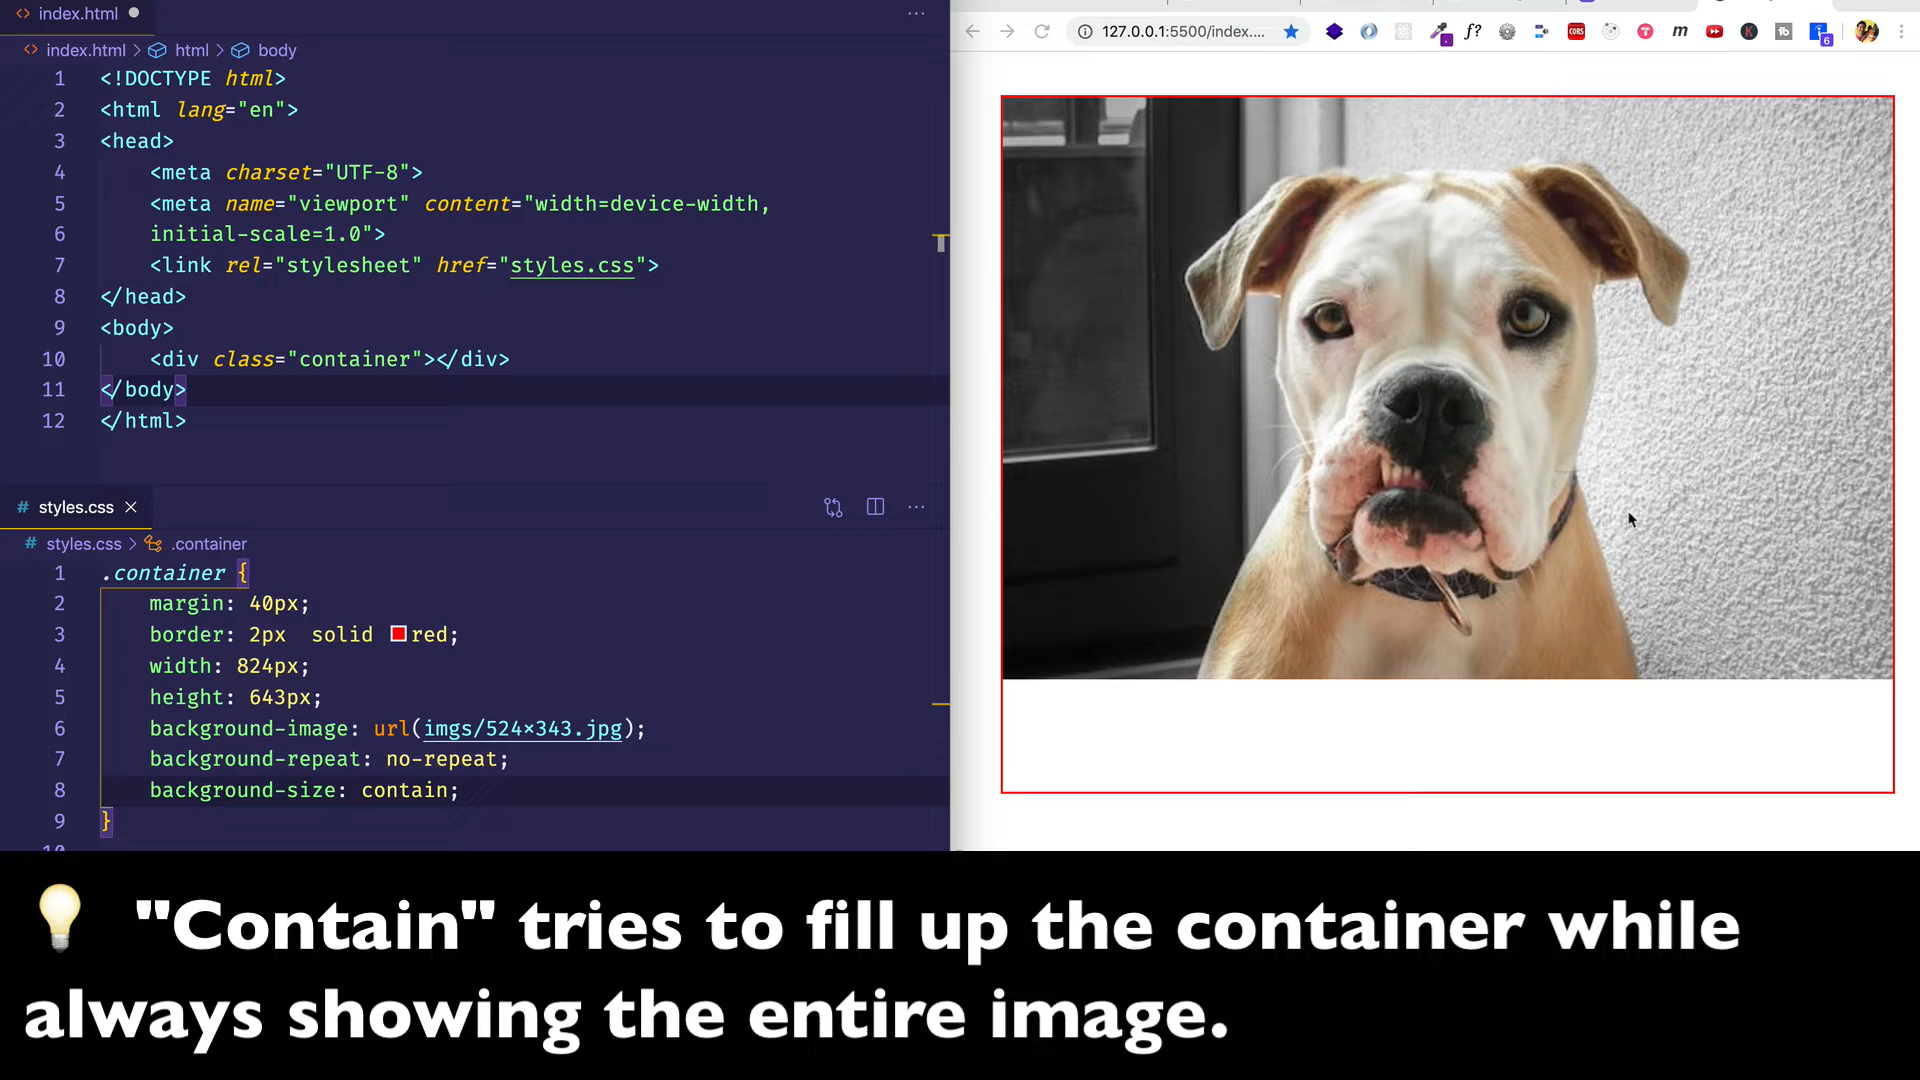 index.html
index.html > html > body
1 <!DOCTYPE html>
2 <html lang="en">
3 <head>
4 <meta charset="UTF-8">
5 <meta name="viewport" content="width=device-width,
6 initial-scale=1.0">
7 <link rel="stylesheet" href="styles.css">
8 </head>
9 <body>
10 <div class="container"></div>
11 </body>
12 </html>
# styles.css
# styles.css > .container
1 .container {
2 margin: 40px;
3 border: 2px solid red;
4 width: 824px;
5 height: 643px;
6 background-image: url(imgs/524×343.jpg);
7 background-repeat: no-repeat;
8 background-size: contain;
9 }
10
127.0.0.1:5500/index....
f?
CORS
T
m
K
tb
6
"Contain" tries to fill up the container while
always showing the entire image.